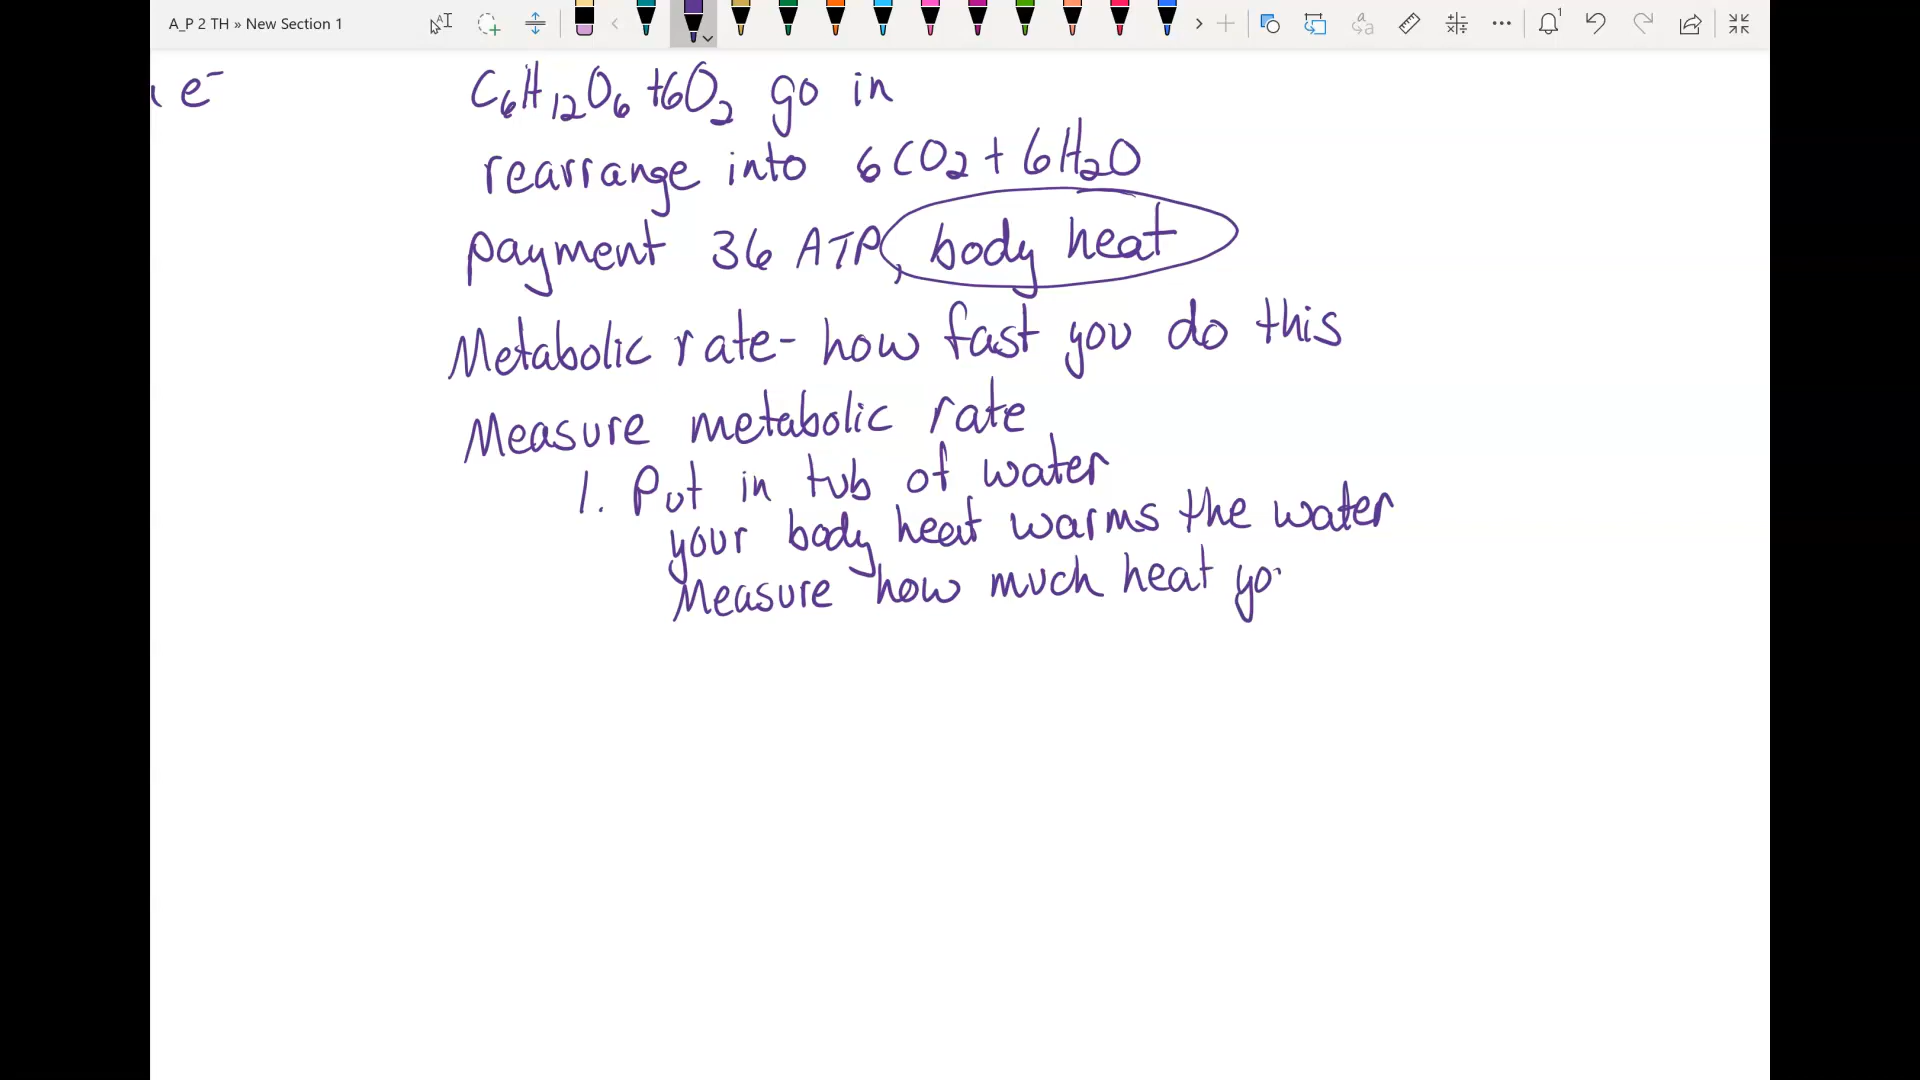 A_P 2 TH » New Section 1
e⁻
C₆H₁₂O₆ + 6O₂ go in
rearrange into 6CO₂ + 6H₂O
payment 36 ATP, body heat
Metabolic rate - how fast you do this
Measure metabolic rate
1. Put in tub of water
your body heat warms the water
Measure how much heat yo